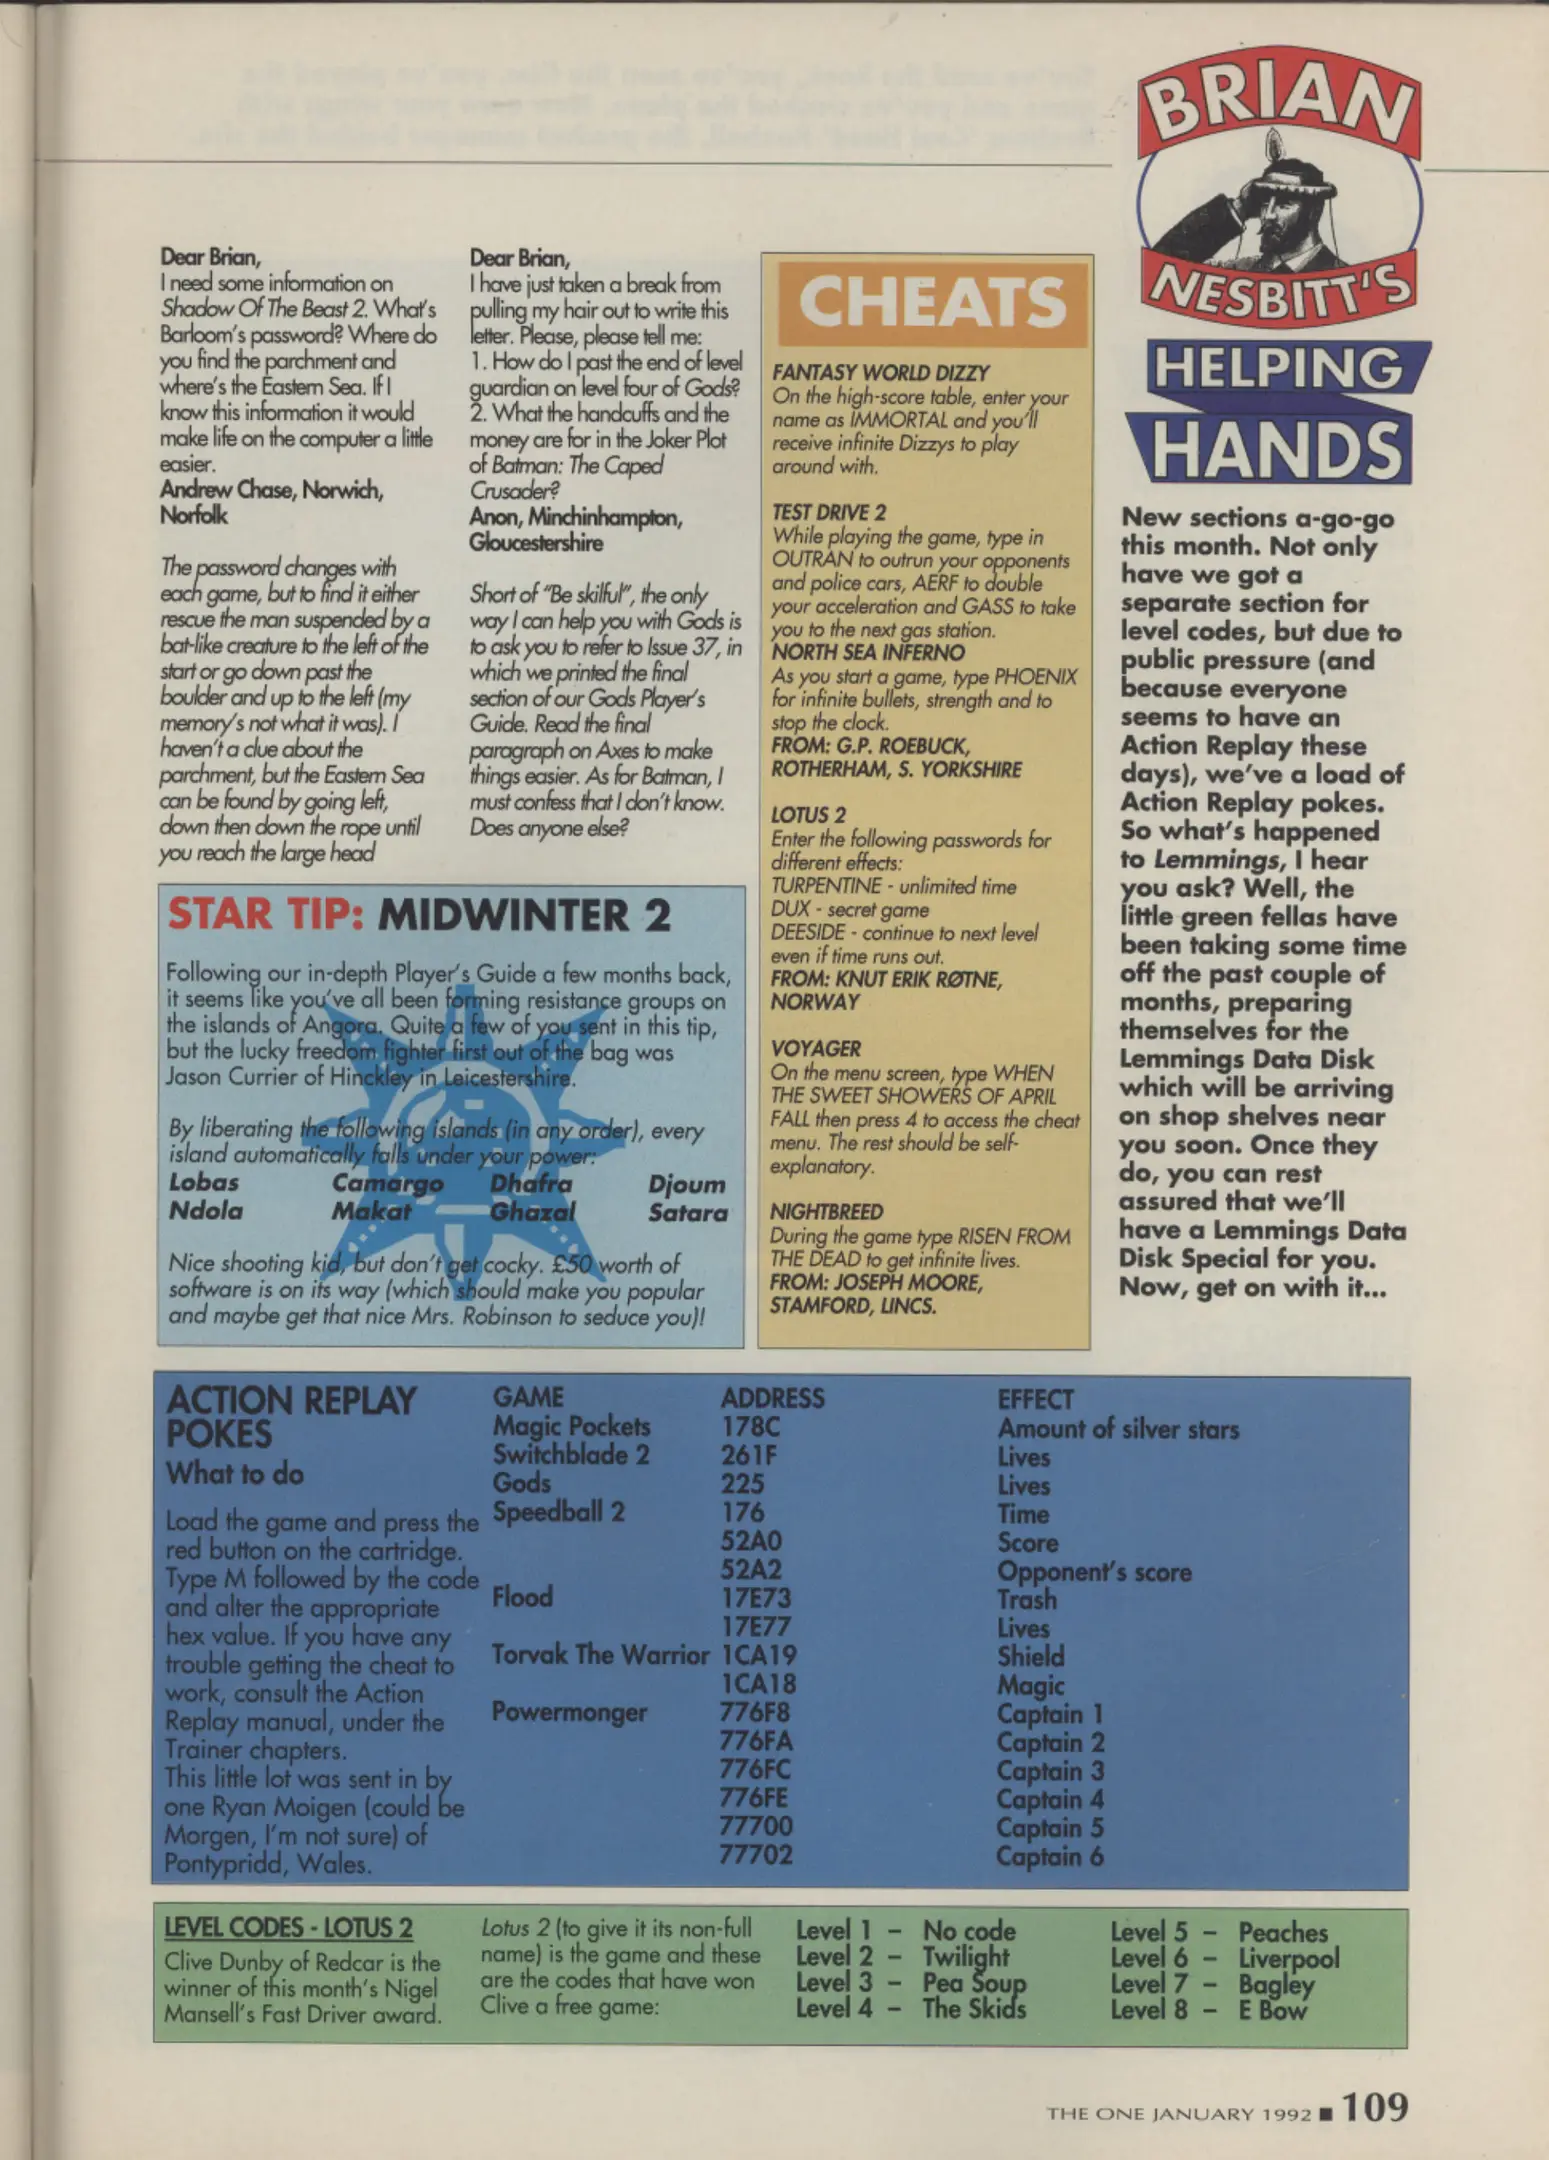 BRIAN
NESBITT'S
HELPING
HANDS
New sections a-go-go
this month. Not only
have we got a
separate section for
level codes, but due to
public pressure (and
because everyone
seems to have an
Action Replay these
days), we've a load of
Action Replay pokes.
So what's happened
to Lemmings, I hear
you ask? Well, the
little green fellas have
been taking some time
off the past couple of
months, preparing
themselves for the
Lemmings Data Disk
which will be arriving
on shop shelves near
you soon. Once they
do, you can rest
assured that we'll
have a Lemmings Data
Disk Special for you.
Now, get on with it...
Dear Brian,
I need some information on
Shadow Of The Beast 2. What's
Barloom's password? Where do
you find the parchment and
where's the Eastern Sea. If I
know this information it would
make life on the computer a little
easier.
Andrew Chase, Norwich,
Norfolk
The password changes with
each game, but to find it either
rescue the man suspended by a
bat-like creature to the left of the
start or go down past the
boulder and up to the left (my
memory's not what it was). I
haven't a clue about the
parchment, but the Eastern Sea
can be found by going left,
down then down the rope until
you reach the large head
Dear Brian,
I have just taken a break from
pulling my hair out to write this
letter. Please, please tell me:
1. How do I past the end of level
guardian on level four of Gods?
2. What the handcuffs and the
money are for in the Joker Plot
of Batman: The Caped
Crusader?
Anon, Minchinhampton,
Gloucestershire
Short of "Be skilful", the only
way I can help you with Gods is
to ask you to refer to Issue 37, in
which we printed the final
section of our Gods Player's
Guide. Read the final
paragraph on Axes to make
things easier. As for Batman, I
must confess that I don't know.
Does anyone else?
CHEATS
FANTASY WORLD DIZZY
On the high-score table, enter your
name as IMMORTAL and you'll
receive infinite Dizzys to play
around with.
TEST DRIVE 2
While playing the game, type in
OUTRAN to outrun your opponents
and police cars, AERF to double
your acceleration and GASS to take
you to the next gas station.
NORTH SEA INFERNO
As you start a game, type PHOENIX
for infinite bullets, strength and to
stop the clock.
FROM: G.P. ROEBUCK,
ROTHERHAM, S. YORKSHIRE
LOTUS 2
Enter the following passwords for
different effects:
TURPENTINE - unlimited time
DUX - secret game
DEESIDE - continue to next level
even if time runs out.
FROM: KNUT ERIK RØTNE,
NORWAY
VOYAGER
On the menu screen, type WHEN
THE SWEET SHOWERS OF APRIL
FALL then press 4 to access the cheat
menu. The rest should be self-
explanatory.
NIGHTBREED
During the game type RISEN FROM
THE DEAD to get infinite lives.
FROM: JOSEPH MOORE,
STAMFORD, LINCS.
STAR TIP: MIDWINTER 2
Following our in-depth Player's Guide a few months back,
it seems like you've all been forming resistance groups on
the islands of Angora. Quite a few of you sent in this tip,
but the lucky freedom fighter first out of the bag was
Jason Currier of Hinckley in Leicestershire.
By liberating the following islands (in any order), every
island automatically falls under your power:
Lobas Camargo Dhafra Djoum
Ndola Makat Ghazal Satara
Nice shooting kid, but don't get cocky. £50 worth of
software is on its way (which should make you popular
and maybe get that nice Mrs. Robinson to seduce you)!
ACTION REPLAY
POKES
What to do
Load the game and press the
red button on the cartridge.
Type M followed by the code
and alter the appropriate
hex value. If you have any
trouble getting the cheat to
work, consult the Action
Replay manual, under the
Trainer chapters.
This little lot was sent in by
one Ryan Moigen (could be
Morgen, I'm not sure) of
Pontypridd, Wales.
GAME ADDRESS EFFECT
Magic Pockets 178C Amount of silver stars
Switchblade 2 261F Lives
Gods 225 Lives
Speedball 2 176 Time
52A0 Score
52A2 Opponent's score
Flood 17E73 Trash
17E77 Lives
Torvak The Warrior 1CA19 Shield
1CA18 Magic
Powermonger 776F8 Captain 1
776FA Captain 2
776FC Captain 3
776FE Captain 4
77700 Captain 5
77702 Captain 6
LEVEL CODES - LOTUS 2
Clive Dunby of Redcar is the
winner of this month's Nigel
Mansell's Fast Driver award.
Lotus 2 (to give it its non-full
name) is the game and these
are the codes that have won
Clive a free game:
Level 1 - No code
Level 2 - Twilight
Level 3 - Pea Soup
Level 4 - The Skids
Level 5 - Peaches
Level 6 - Liverpool
Level 7 - Bagley
Level 8 - E Bow
THE ONE JANUARY 1992 ■ 109